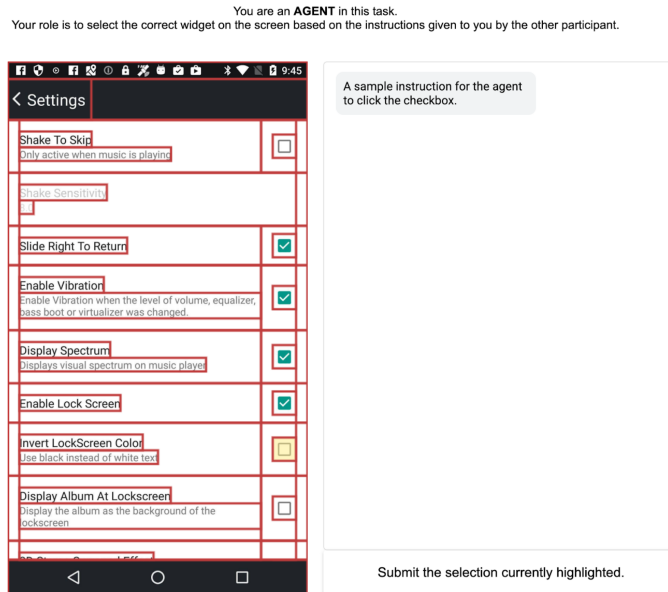 You are an AGENT in this task.
Your role is to select the correct widget on the screen based on the instructions given to you by the other participant.
9:45
Settings
A sample instruction for the agent
to click the checkbox.
Shake To Skip
Only active when music is playing
Shake Sensitivity
Slide Right To Return
Enable Vibration
Enable Vibration when the level of volume, equalizer,
bass boot or virtualizer was changed.
Display Spectrum
Displays visual spectrum on music player
Enable Lock Screen
Invert LockScreen Color
Use black instead of white text
Display Album At Lockscreen
Display the album as the background of the
lockscreen
Submit the selection currently highlighted.